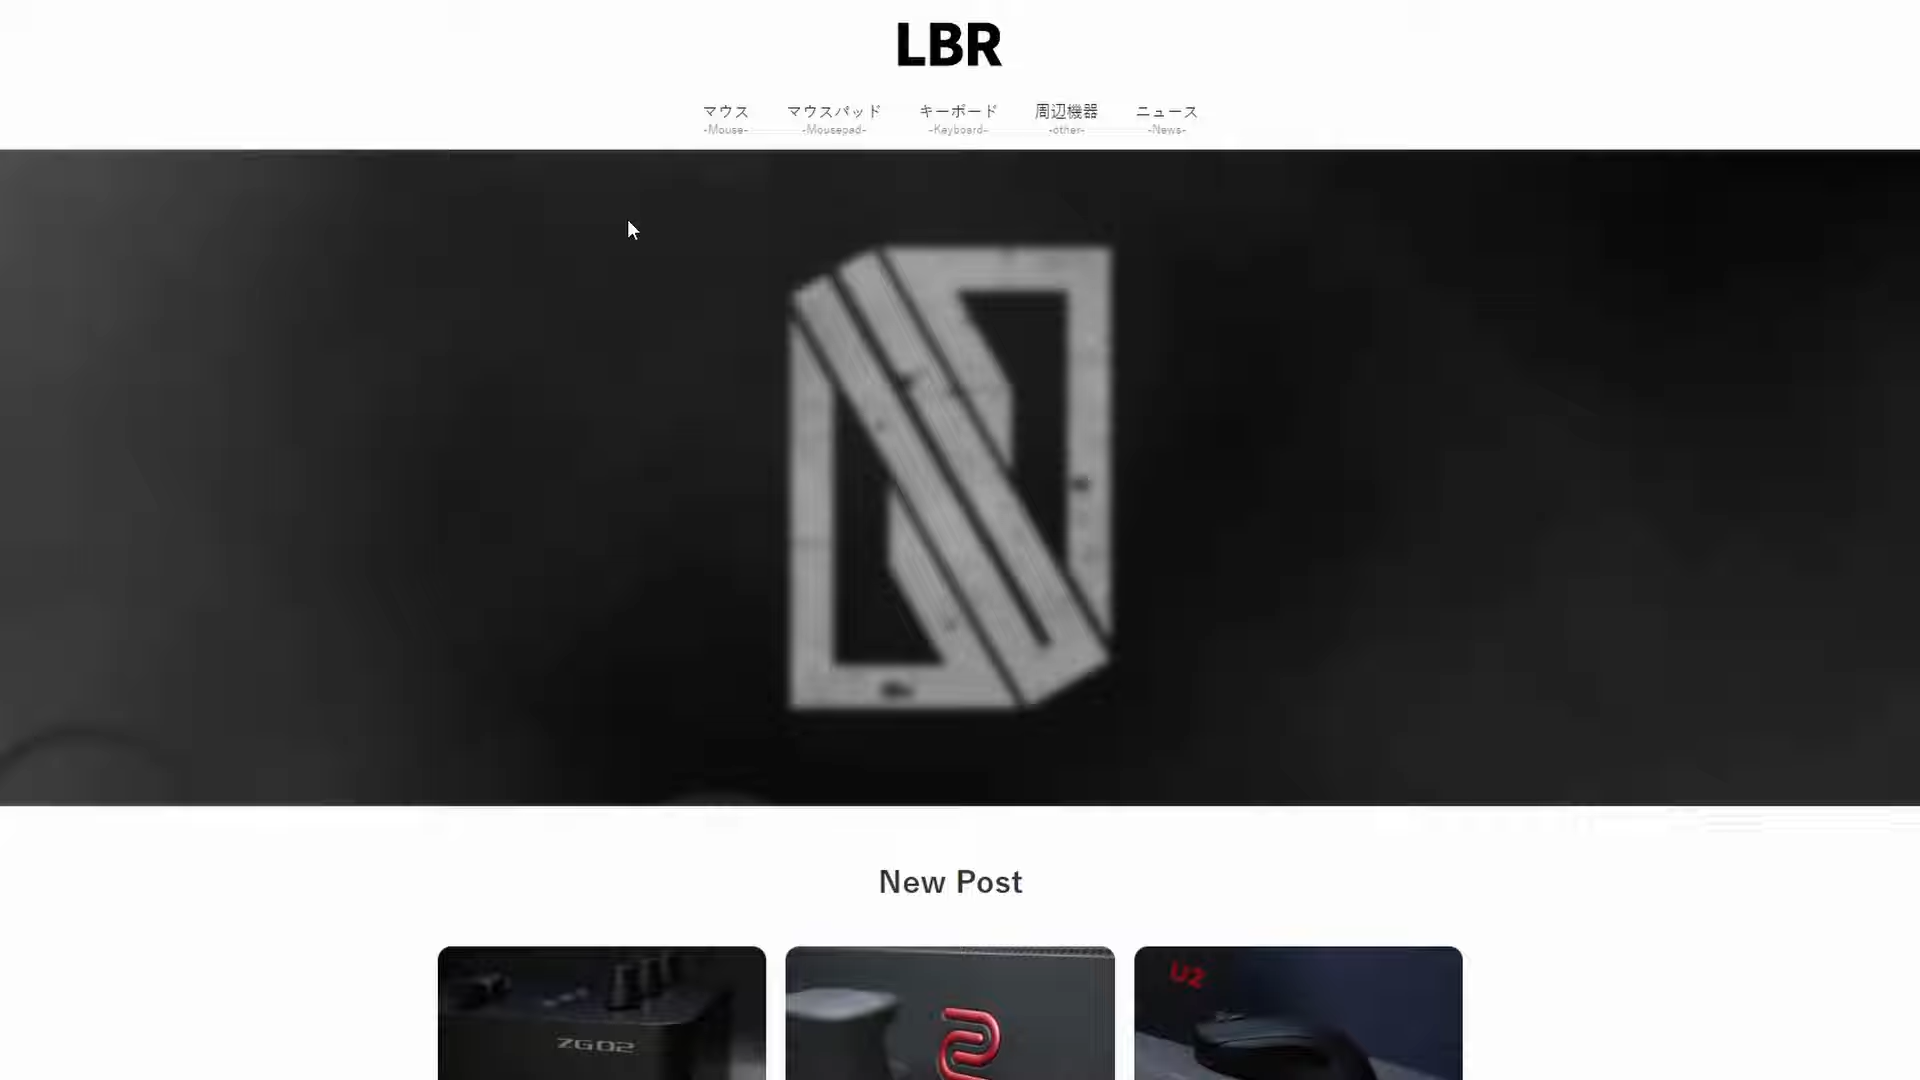 LBR
マウス マウスパッド キーボード 周辺機器 ニュース
-Mouse- -Mousepad- -Keyboard- -other- -News-
New Post
ZG02
U2